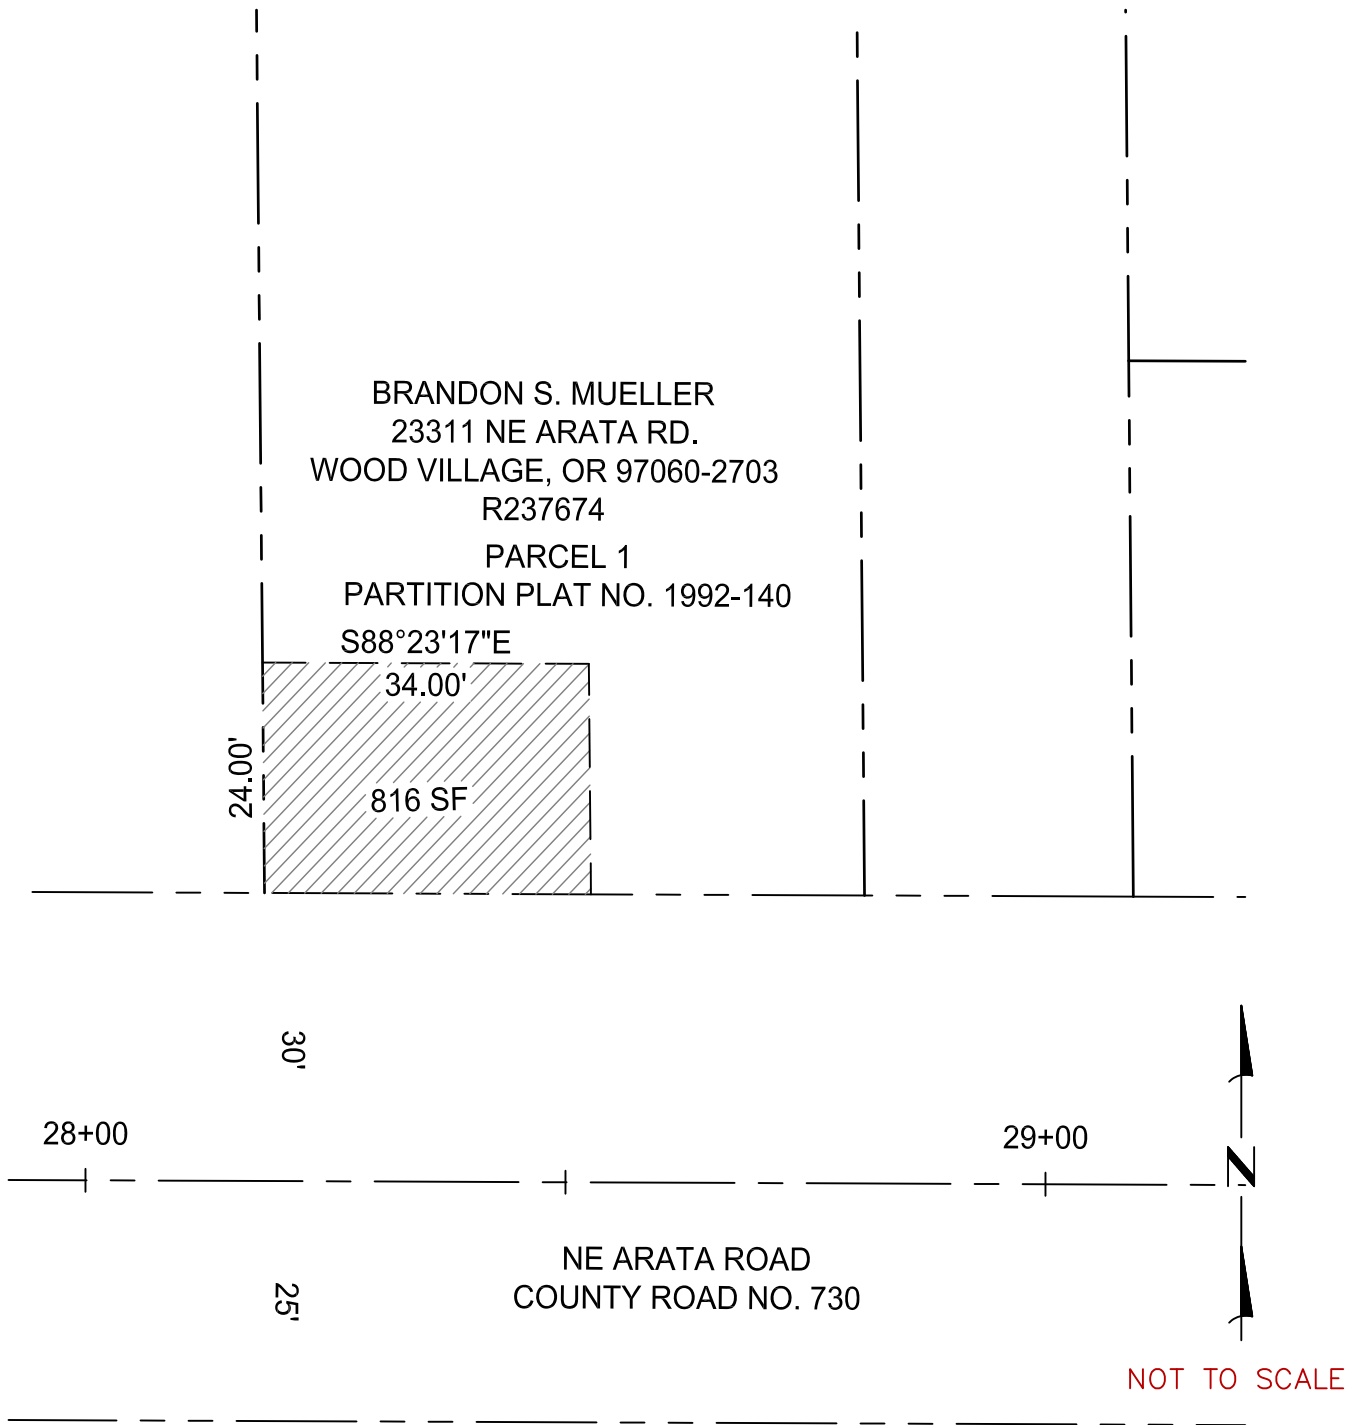 BRANDON S. MUELLER
23311 NE ARATA RD.
WOOD VILLAGE, OR 97060-2703
R237674
PARCEL 1
PARTITION PLAT NO. 1992-140
S88°23'17"E
34.00'
24.00'
816 SF
30'
28+00
29+00
N
NE ARATA ROAD
COUNTY ROAD NO. 730
25'
NOT TO SCALE